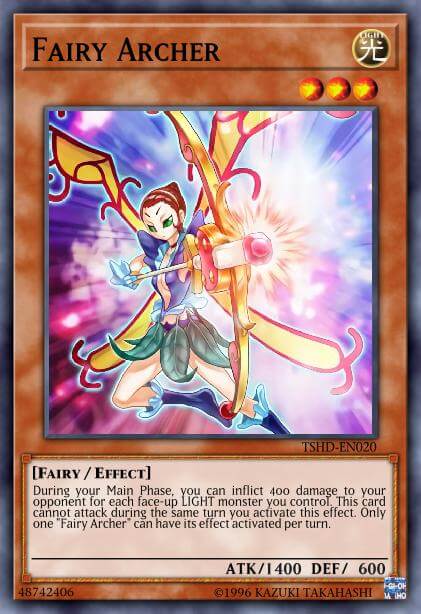 Fairy Archer
LIGHT
光
TSHD-EN020
[Fairy / Effect]
During your Main Phase, you can inflict 400 damage to your
opponent for each face-up LIGHT monster you control. This card
cannot attack during the same turn you activate this effect. Only
one "Fairy Archer" can have its effect activated per turn.
ATK/1400 DEF/ 600
48742406
©1996 KAZUKI TAKAHASHI